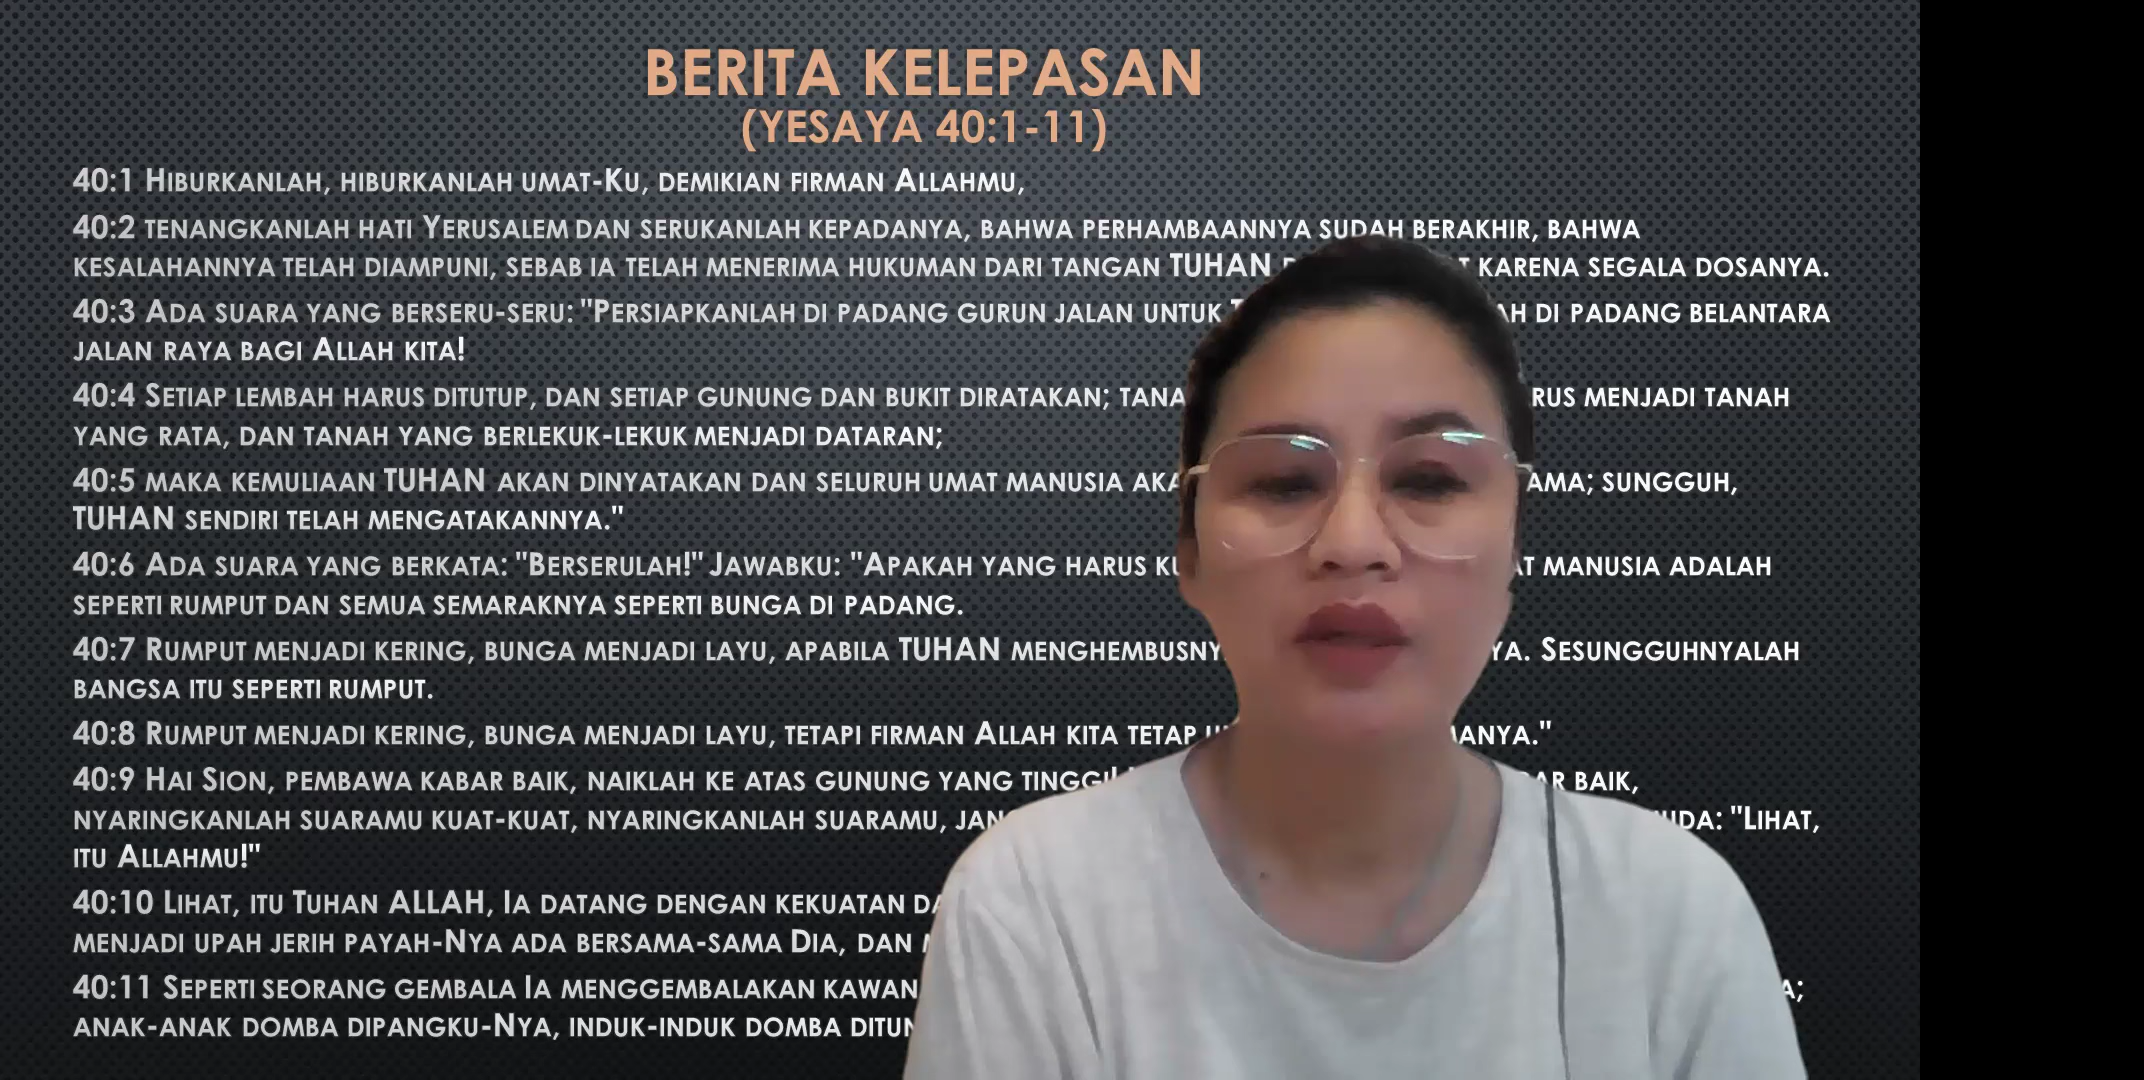 BERITA KELEPASAN
(YESAYA 40:1-11)
40:1 HIBURKANLAH, HIBURKANLAH UMAT-KU, DEMIKIAN FIRMAN ALLAHMU,
40:2 TENANGKANLAH HATI YERUSALEM DAN SERUKANLAH KEPADANYA, BAHWA PERHAMBAANNYA SUDAH BERAKHIR, BAHWA
KESALAHANNYA TELAH DIAMPUNI, SEBAB IA TELAH MENERIMA HUKUMAN DARI TANGAN TUHAN KARENA SEGALA DOSANYA.
40:3 ADA SUARA YANG BERSERU-SERU: "PERSIAPKANLAH DI PADANG GURUN JALAN UNTUK DI PADANG BELANTARA
JALAN RAYA BAGI ALLAH KITA!
40:4 SETIAP LEMBAH HARUS DITUTUP, DAN SETIAP GUNUNG DAN BUKIT DIRATAKAN; MENJADI TANAH
YANG RATA, DAN TANAH YANG BERLEKUK-LEKUK MENJADI DATARAN;
40:5 MAKA KEMULIAAN TUHAN AKAN DINYATAKAN DAN SELURUH UMAT MANUSIA SUNGGUH,
TUHAN SENDIRI TELAH MENGATAKANNYA."
40:6 ADA SUARA YANG BERKATA: "BERSERULAH!" JAWABKU: "APAKAH YANG HARUS MANUSIA ADALAH
SEPERTI RUMPUT DAN SEMUA SEMARAKNYA SEPERTI BUNGA DI PADANG.
40:7 RUMPUT MENJADI KERING, BUNGA MENJADI LAYU, APABILA TUHAN SESUNGGUHNYALAH
BANGSA ITU SEPERTI RUMPUT.
40:8 RUMPUT MENJADI KERING, BUNGA MENJADI LAYU, TETAPI FIRMAN ALLAH KITA TETAP
40:9 HAI SION, PEMBAWA KABAR BAIK, NAIKLAH KE ATAS GUNUNG YANG BAIK,
NYARINGKANLAH SUARAMU KUAT-KUAT, NYARINGKANLAH SUARAMU, "LIHAT,
ITU ALLAHMU!"
40:10 LIHAT, ITU TUHAN ALLAH, IA DATANG DENGAN KEKUATAN
MENJADI UPAH JERIH PAYAH-NYA ADA BERSAMA-SAMA DIA, DAN
40:11 SEPERTI SEORANG GEMBALA IA MENGGEMBALAKAN
ANAK-ANAK DOMBA DIPANGKU-NYA, INDUK-INDUK DOMBA